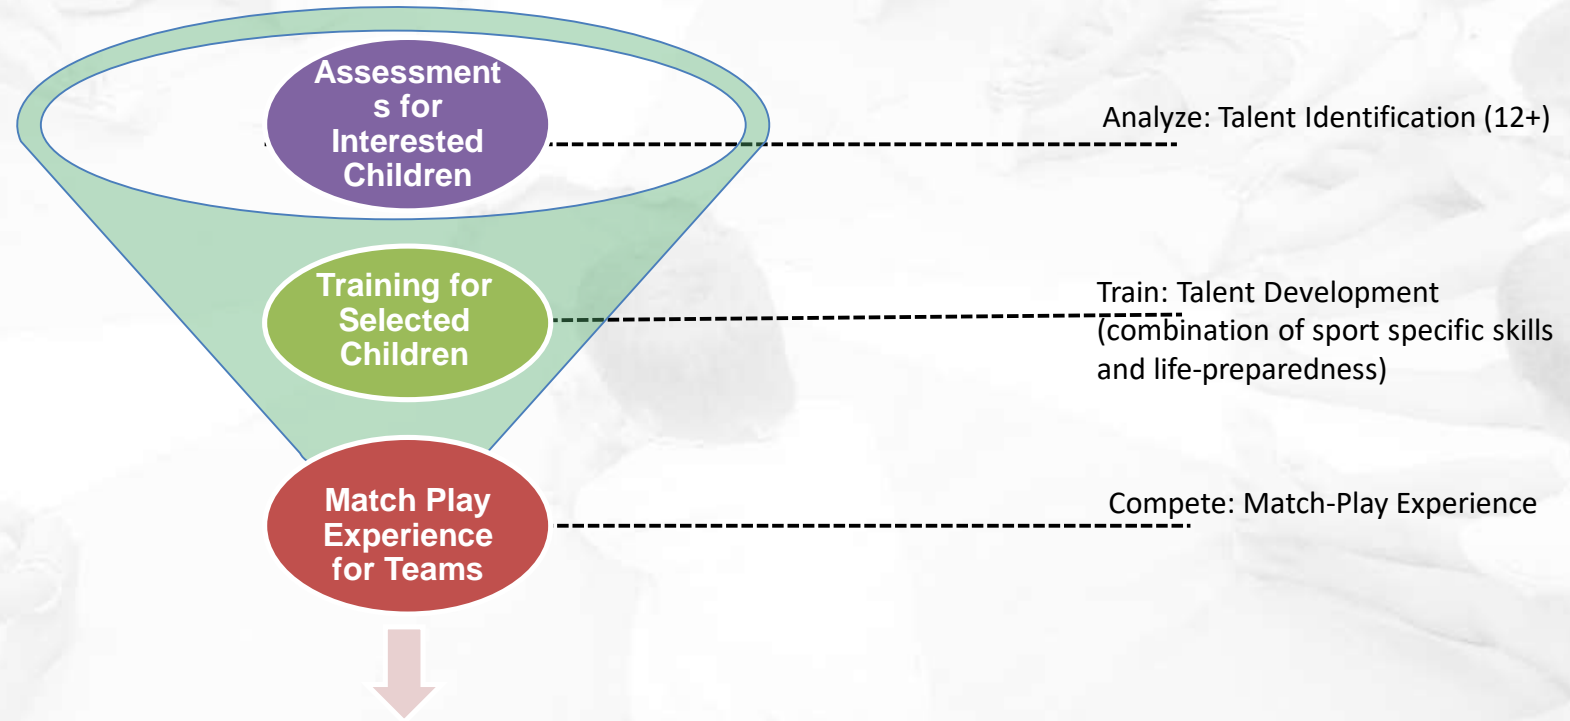 Assessment
s for
Interested
Children
Analyze: Talent Identification (12+)
Training for
Selected
Children
Train: Talent Development
(combination of sport specific skills
and life-preparedness)
Match Play
Experience
for Teams
Compete: Match-Play Experience